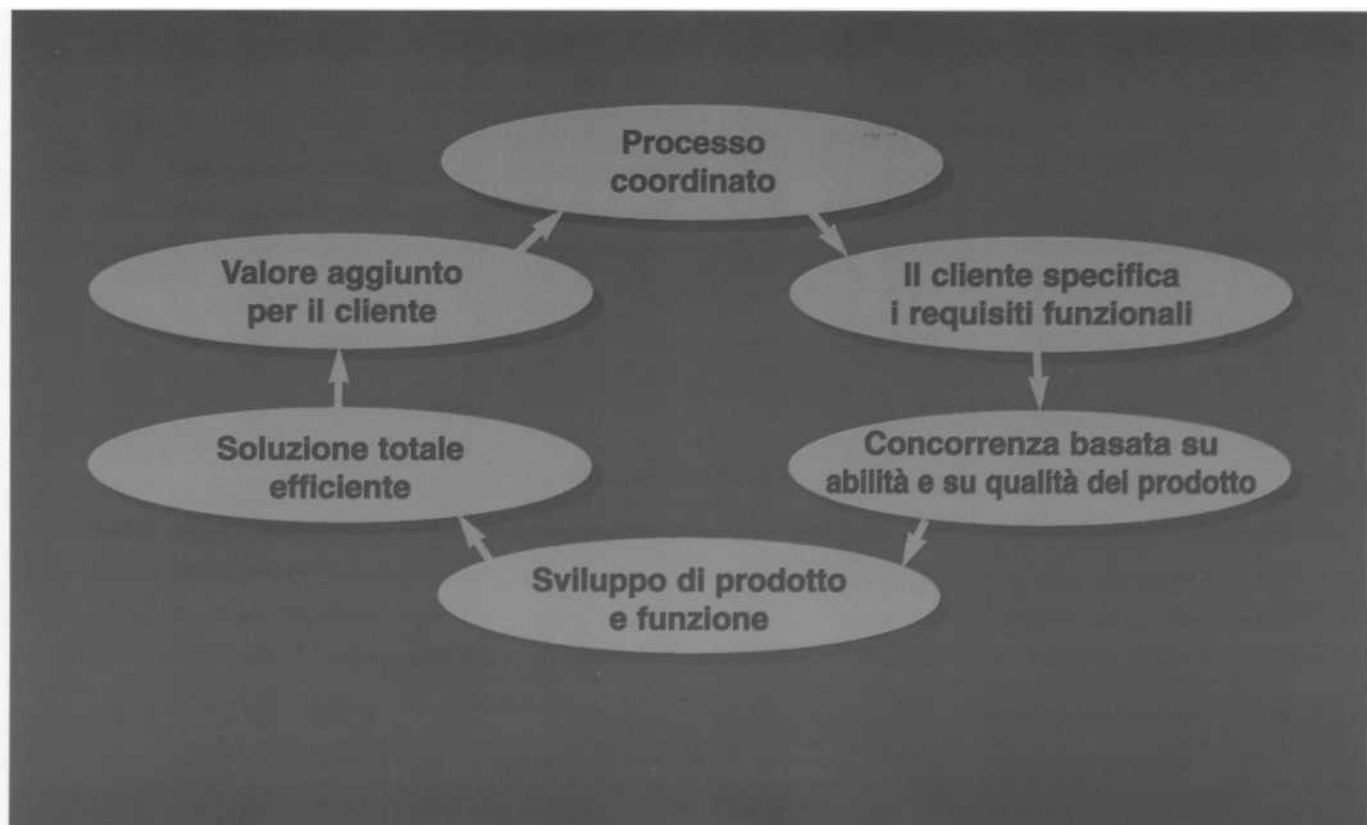 Processo
coordinato
Il cliente specifica
i requisiti funzionali
Concorrenza basata su
abilità e su qualità del prodotto
Sviluppo di prodotto
e funzione
Soluzione totale
efficiente
Valore aggiunto
per il cliente